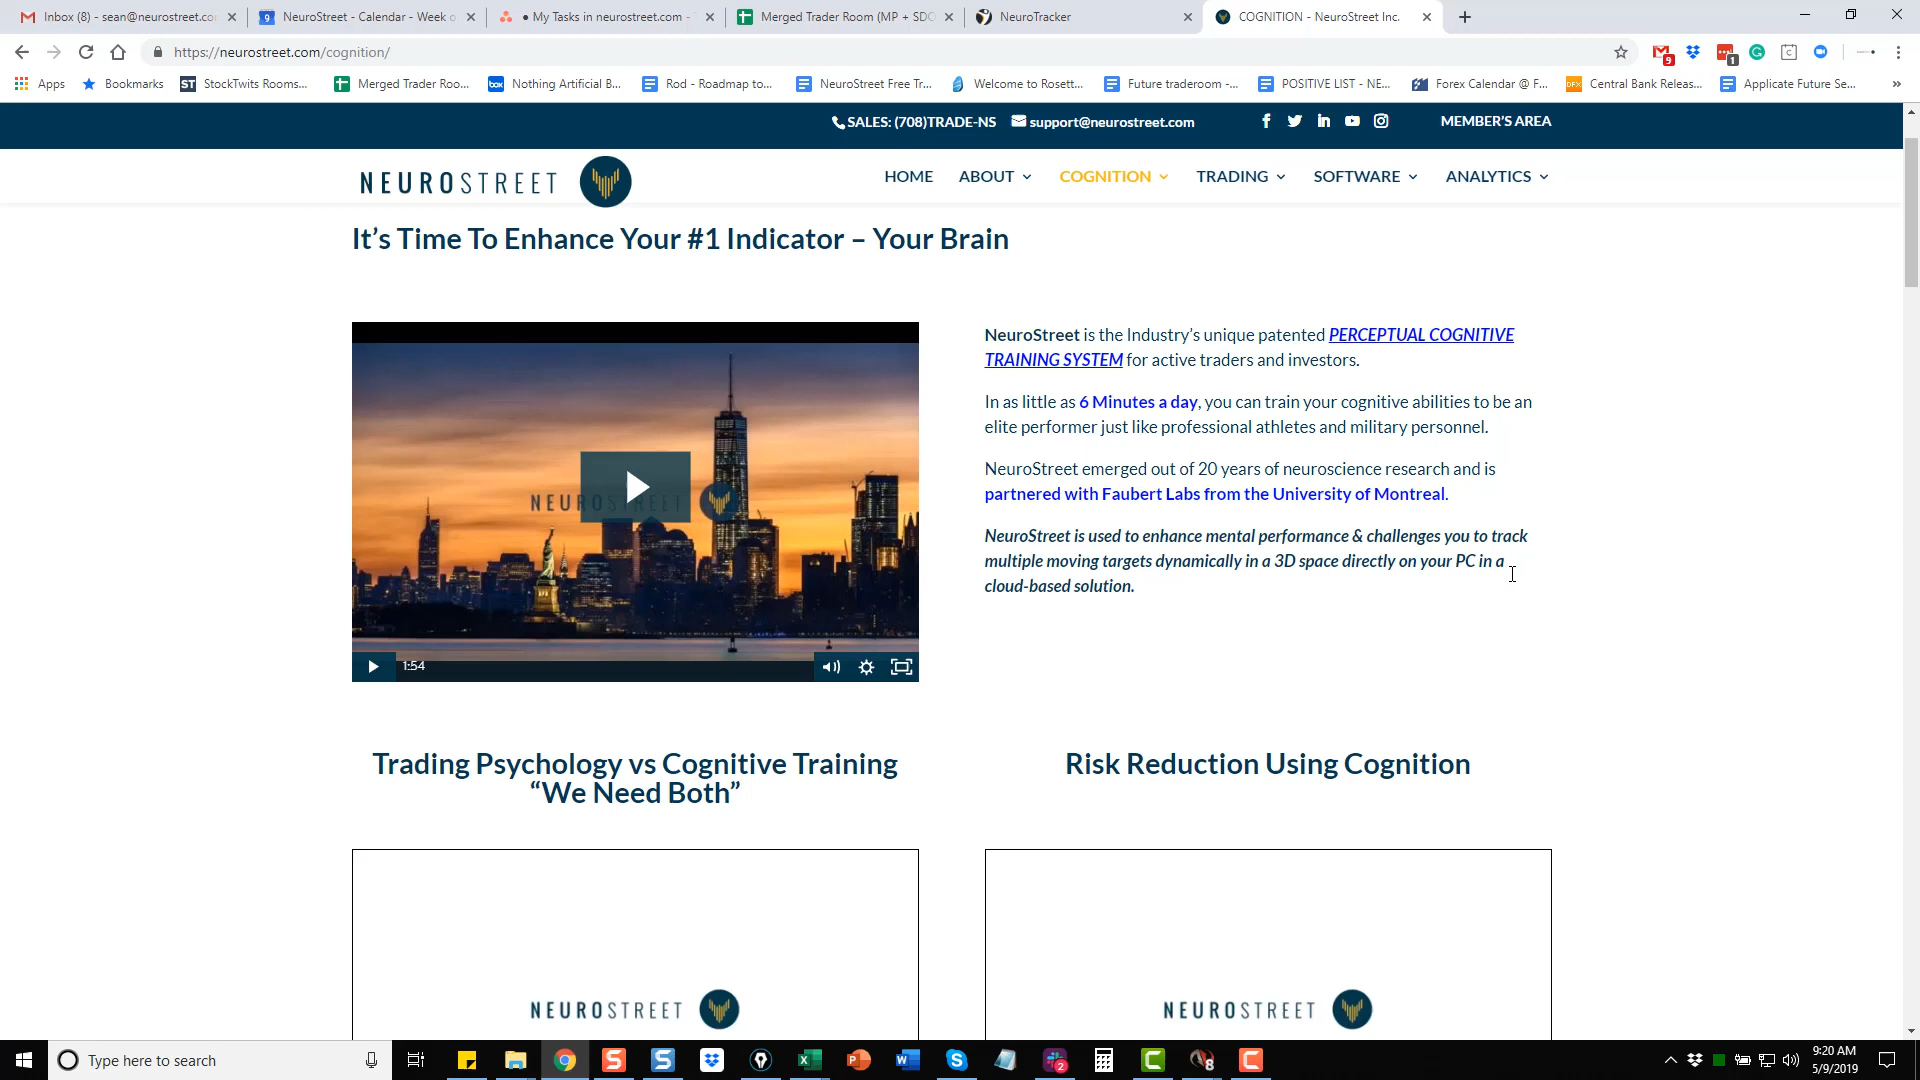 Inbox (8) - sean@neurostreet.co
NeuroStreet - Calendar - Week o
• My Tasks in neurostreet.com -
Merged Trader Room (MP + SDC
NeuroTracker
COGNITION - NeuroStreet Inc.
https://neurostreet.com/cognition/
9
1
Apps
Bookmarks
ST StockTwits Rooms...
Merged Trader Roo...
box Nothing Artificial B...
Rod - Roadmap to...
NeuroStreet Free Tr...
Welcome to Rosett...
Future traderoom -...
POSITIVE LIST - NE...
Forex Calendar @ F...
DFX Central Bank Releas...
Applicate Future Se...
»
SALES: (708)TRADE-NS
support@neurostreet.com
MEMBER'S AREA
NEUROSTREET
HOME
ABOUT
COGNITION
TRADING
SOFTWARE
ANALYTICS
It's Time To Enhance Your #1 Indicator – Your Brain
NEUROSTREET
1:54
NeuroStreet is the Industry's unique patented PERCEPTUAL COGNITIVE
TRAINING SYSTEM for active traders and investors.
In as little as 6 Minutes a day, you can train your cognitive abilities to be an
elite performer just like professional athletes and military personnel.
NeuroStreet emerged out of 20 years of neuroscience research and is
partnered with Faubert Labs from the University of Montreal.
NeuroStreet is used to enhance mental performance & challenges you to track
multiple moving targets dynamically in a 3D space directly on your PC in a
cloud-based solution.
Trading Psychology vs Cognitive Training
“We Need Both”
Risk Reduction Using Cognition
NEUROSTREET
NEUROSTREET
Type here to search
2
8
9:20 AM
5/9/2019